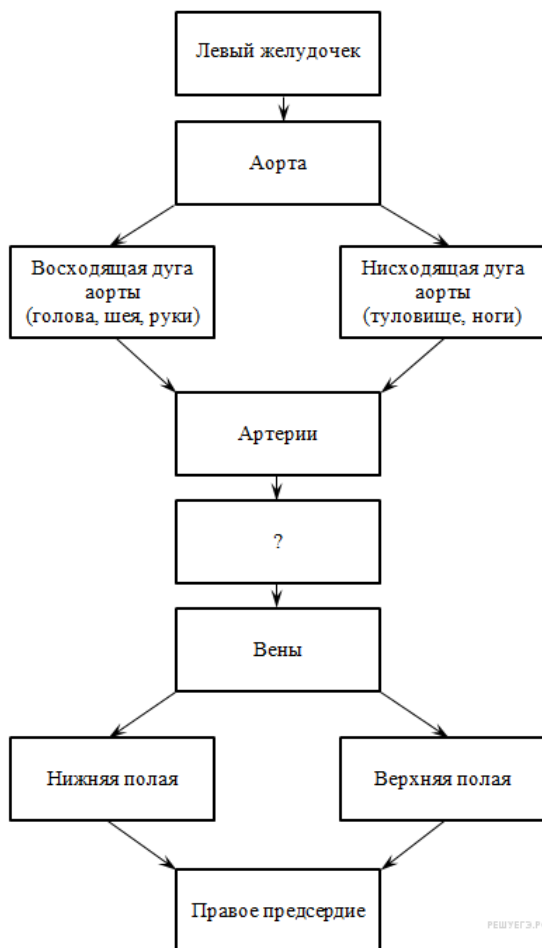 Левый желудочек
Аорта
Восходящая дуга
аорты
(голова, шея, руки)
Нисходящая дуга
аорты
(туловище, ноги)
Артерии
?
Вены
Нижняя полая
Верхняя полая
Правое предсердие